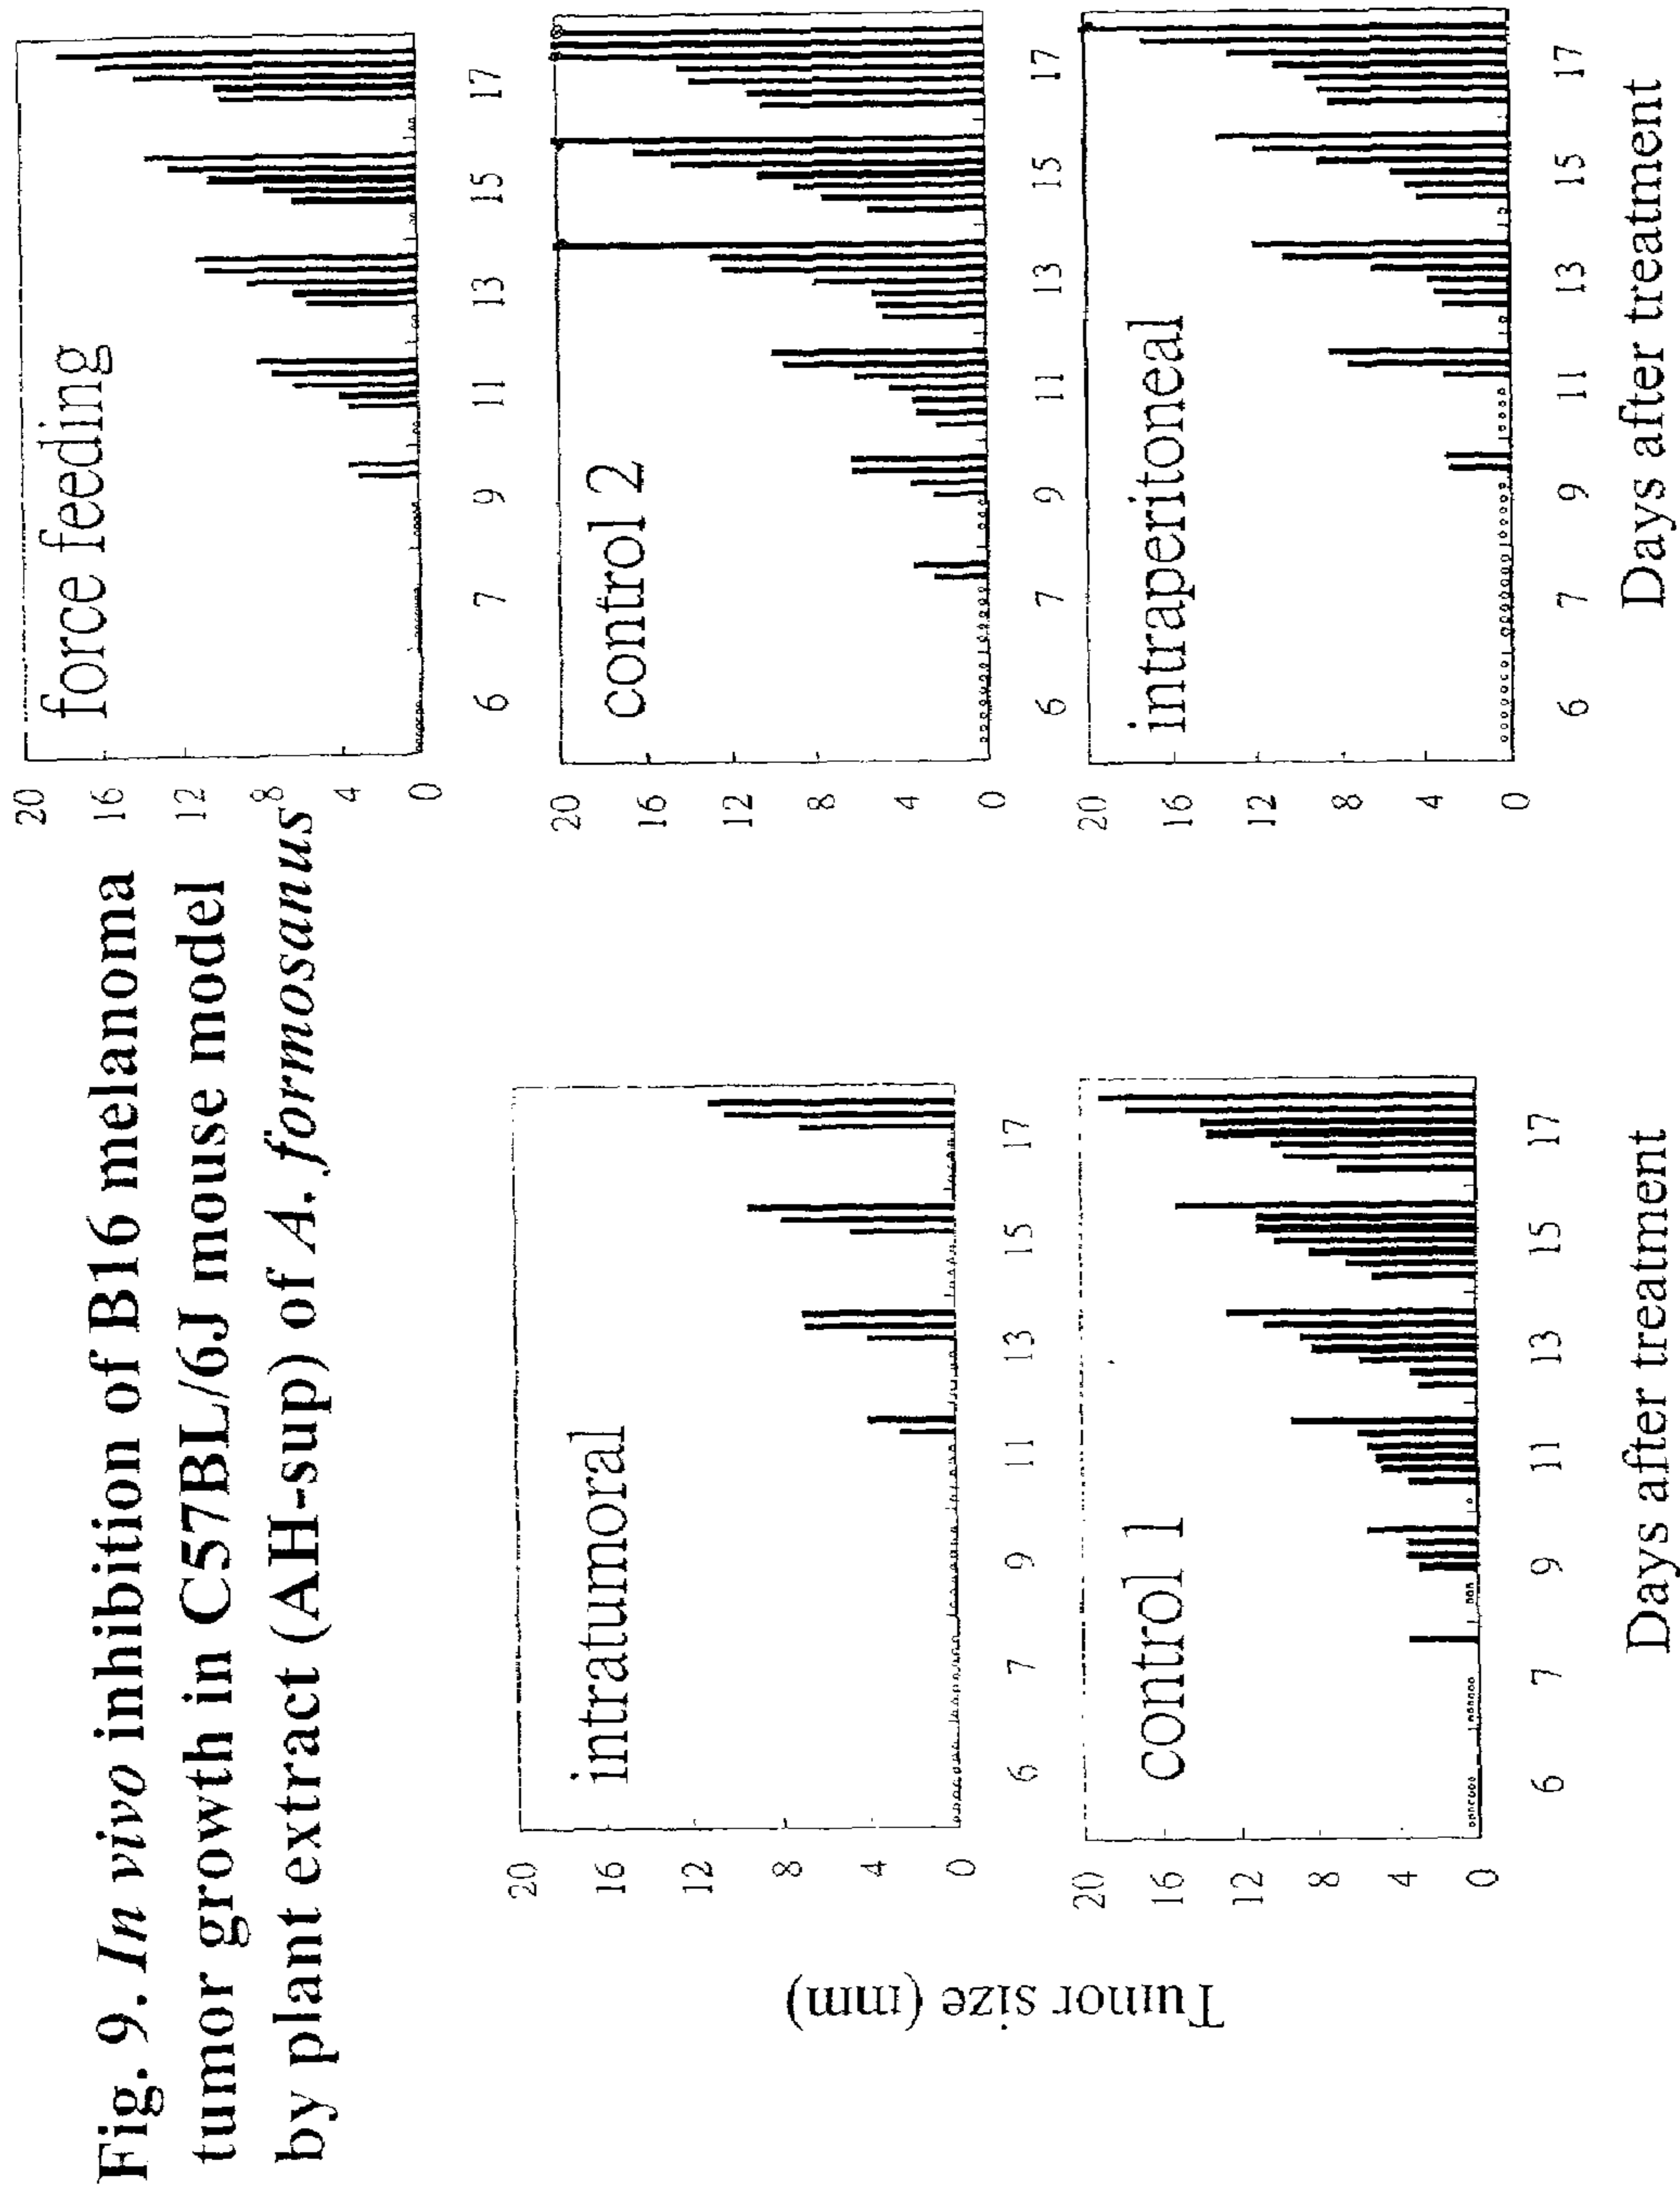 Fig. 9. In vivo inhibition of B16 melanoma
tumor growth in C57BL/6J mouse model
by plant extract (AH-sup) of A. formosanus
force feeding
20
16
12
8
4
0
6 7 9 11 13 15 17
intratumoral
20
16
12
8
4
0
6 7 9 11 13 15 17
control 2
20
16
12
8
4
0
6 7 9 11 13 15 17
Tumor size (mm)
control 1
20
16
12
8
4
0
6 7 9 11 13 15 17
Days after treatment
intraperitoneal
20
16
12
8
4
0
6 7 9 11 13 15 17
Days after treatment